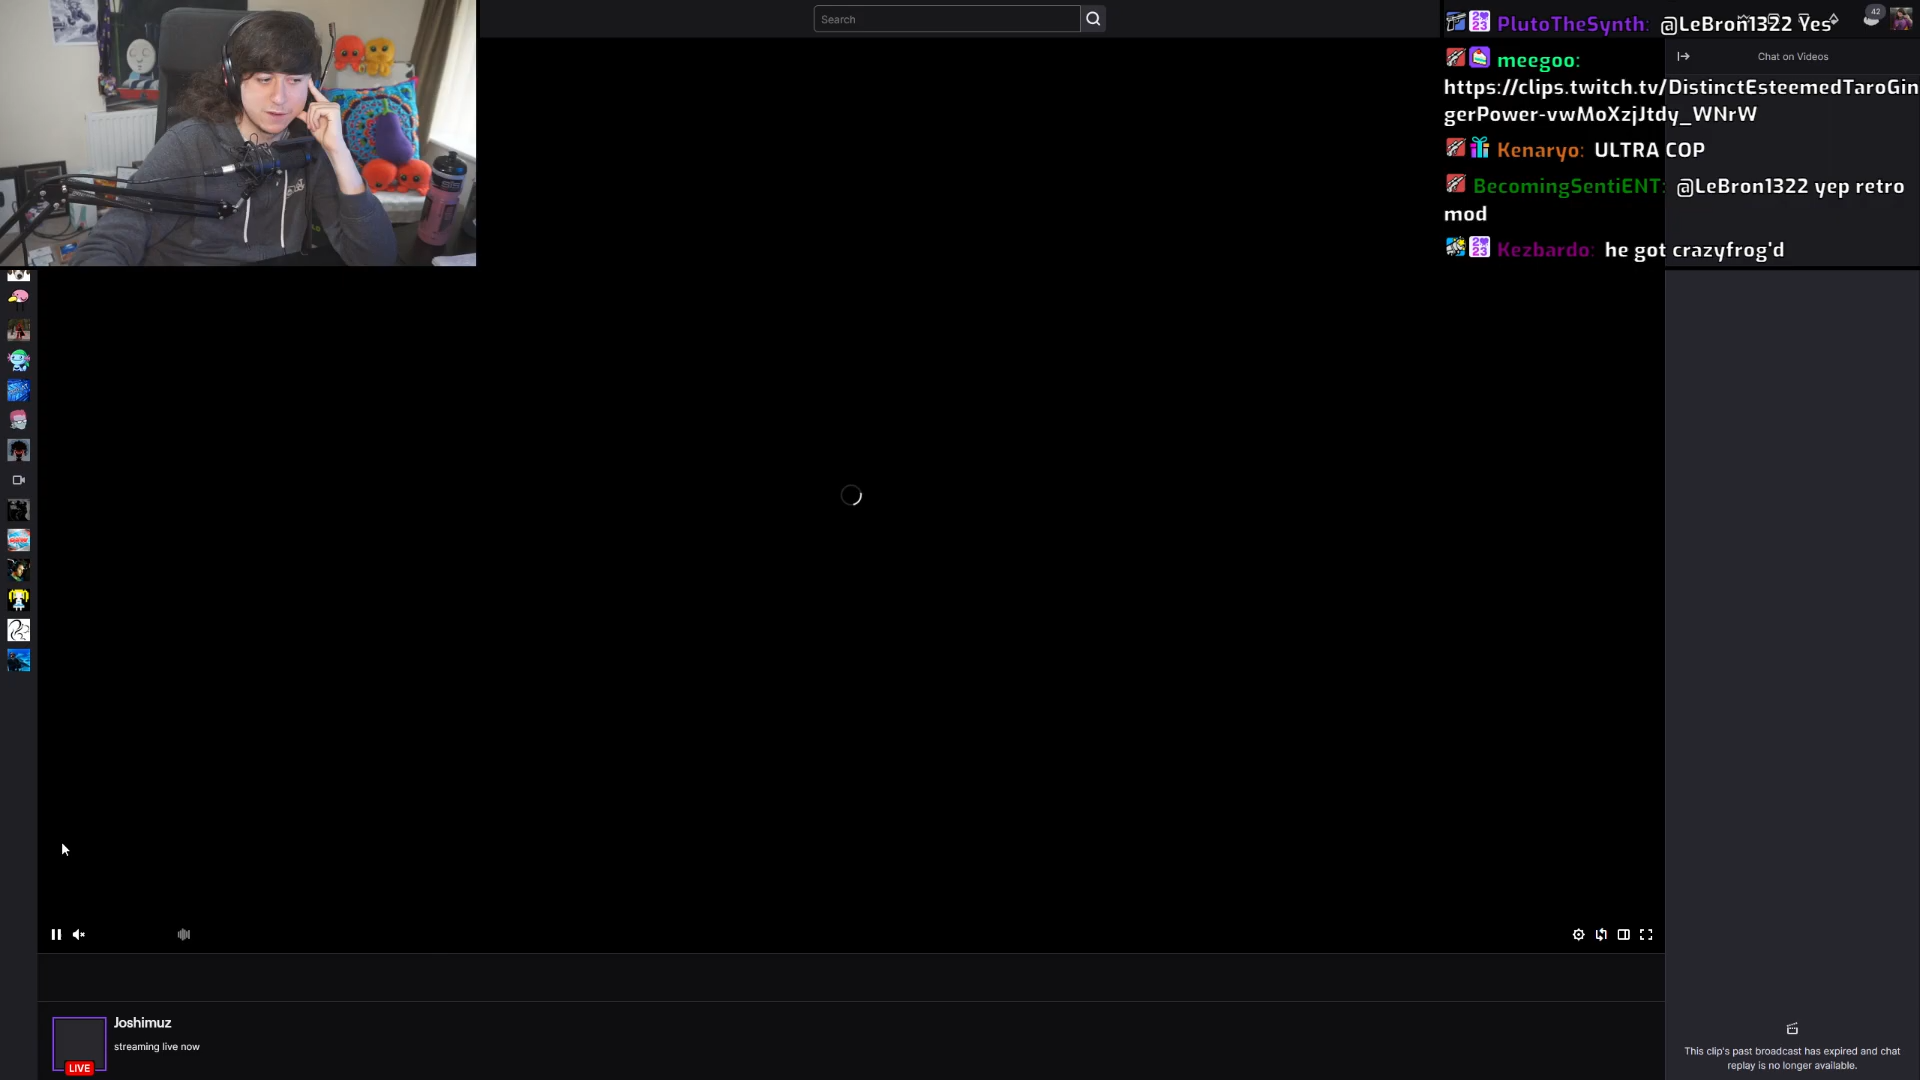 Search
42
PlutoTheSynth: @LeBron1322 Yes
Chat on Videos
meegoo:
https://clips.twitch.tv/DistinctEsteemedTaroGin
gerPower-vwMoXzjJtdy_WNrW
Kenaryo: ULTRA COP
BecomingSentiENT: @LeBron1322 yep retro
mod
Kezbardo: he got crazyfrog'd
Joshimuz
streaming live now
LIVE
This clip's past broadcast has expired and chat
replay is no longer available.